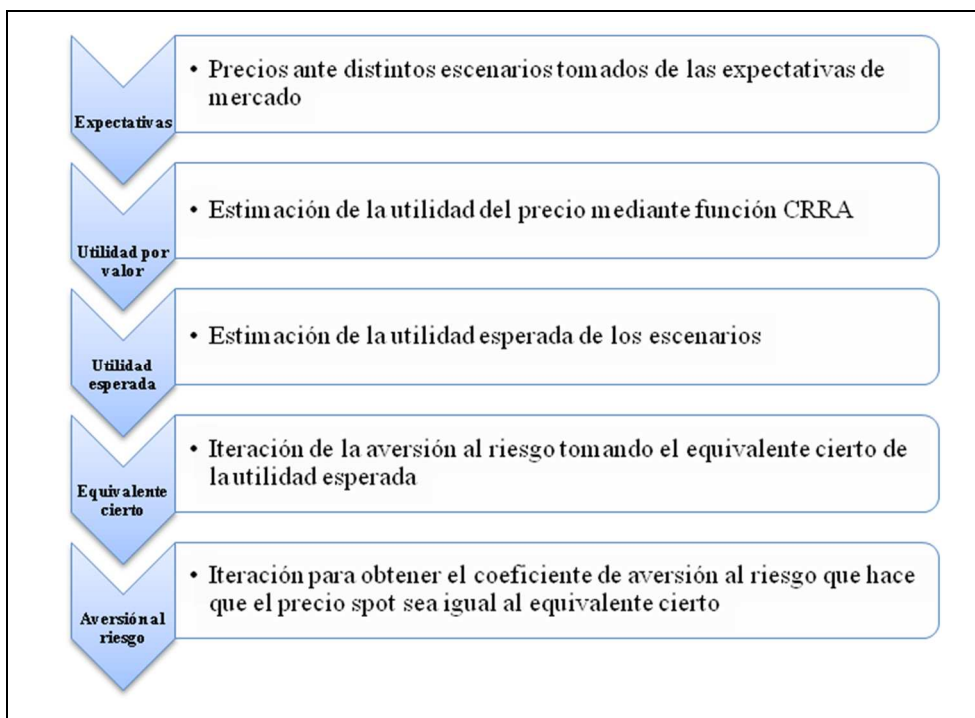 Expectativas
• Precios ante distintos escenarios tomados de las expectativas de
mercado
Utilidad por
valor
• Estimación de la utilidad del precio mediante función CRRA
Utilidad
esperada
• Estimación de la utilidad esperada de los escenarios
Equivalente
cierto
• Iteración de la aversión al riesgo tomando el equivalente cierto de
la utilidad esperada
Aversión al
riesgo
• Iteración para obtener el coeficiente de aversión al riesgo que hace
que el precio spot sea igual al equivalente cierto